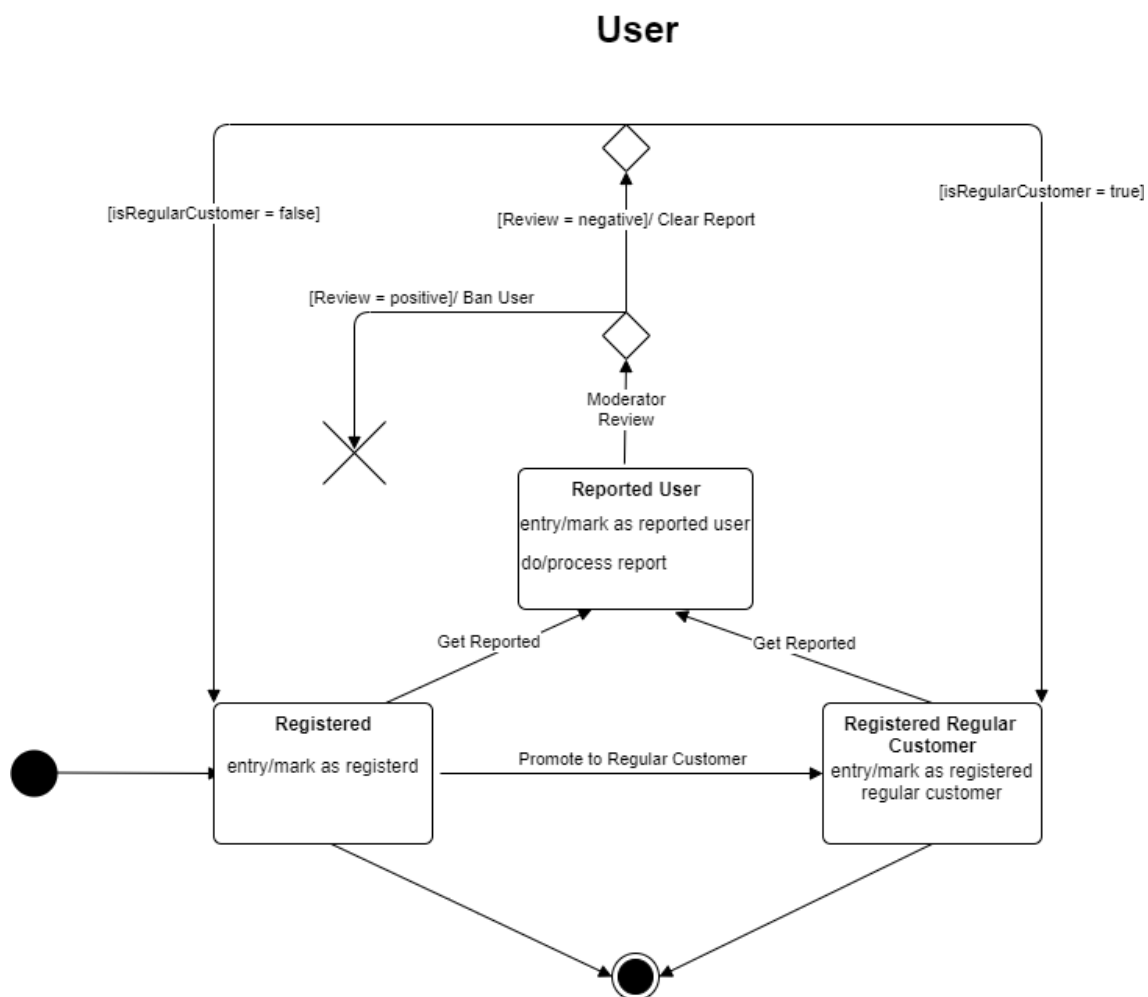 User
[isRegularCustomer = true]
[isRegularCustomer = false]
[Review = negative]/ Clear Report
[Review = positive]/ Ban User
Moderator
Review
Reported User
entry/mark as reported user
do/process report
Get Reported
Get Reported
Registered
entry/mark as registerd
Promote to Regular Customer
Registered Regular
Customer
entry/mark as registered
regular customer